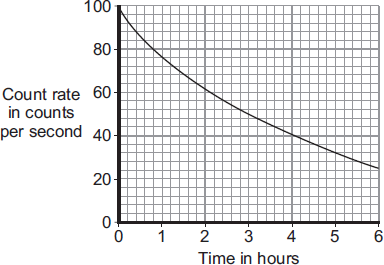 100
80
60
40
20
0
Count rate
in counts
per second
0 1 2 3 4 5 6
Time in hours